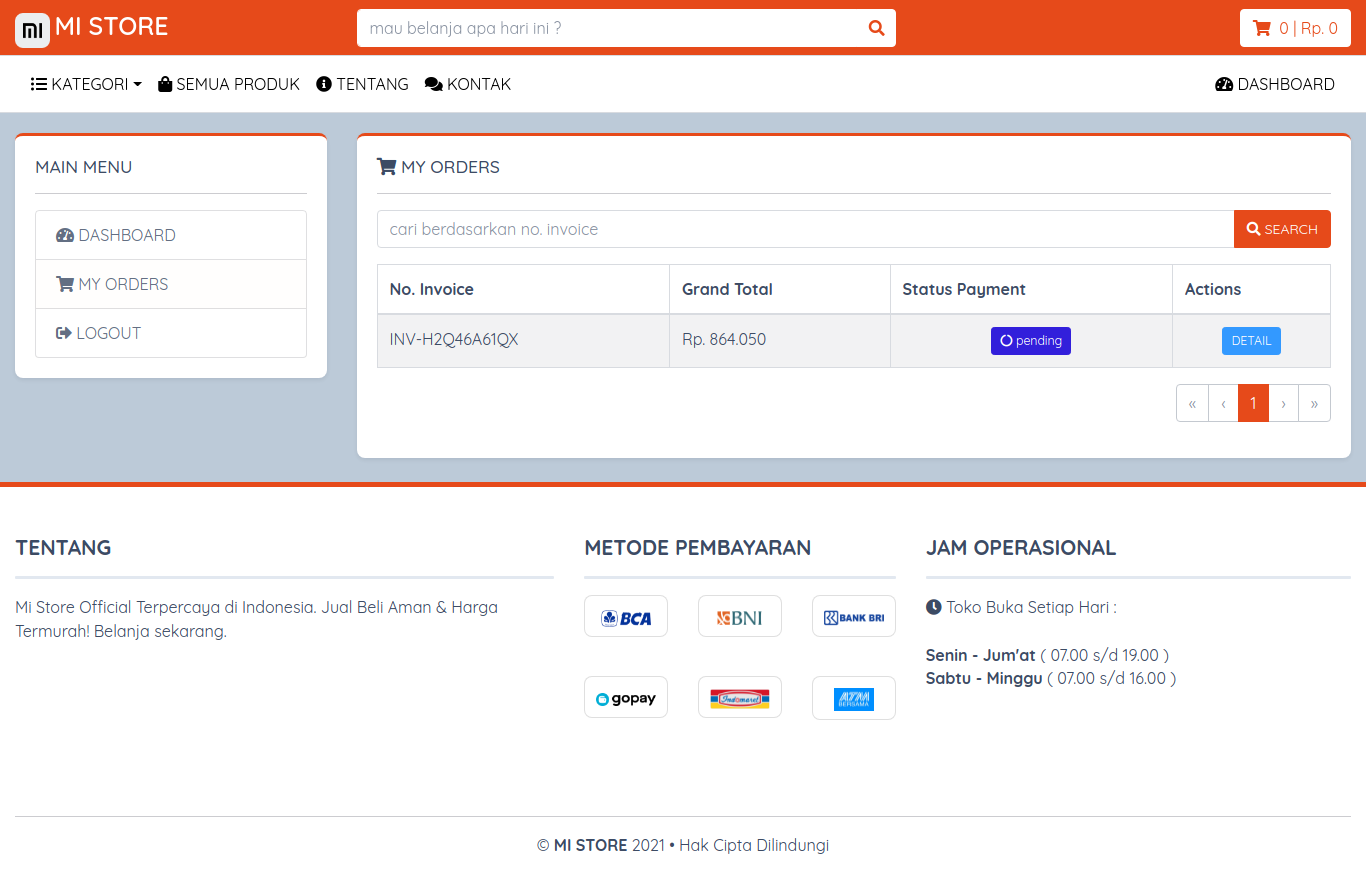 MI STORE
mau belanja apa hari ini ?
0 | Rp. 0
KATEGORI
SEMUA PRODUK
TENTANG
KONTAK
DASHBOARD
MAIN MENU
DASHBOARD
MY ORDERS
LOGOUT
MY ORDERS
cari berdasarkan no. invoice
SEARCH
No. Invoice Grand Total Status Payment Actions
INV-H2Q46A61QX Rp. 864.050 pending DETAIL
« ‹ 1 › »
TENTANG
Mi Store Official Terpercaya di Indonesia. Jual Beli Aman & Harga
Termurah! Belanja sekarang.
METODE PEMBAYARAN
BCA BNI BANK BRI
gopay Indomaret ATM BERSAMA
JAM OPERASIONAL
Toko Buka Setiap Hari :
Senin - Jum'at ( 07.00 s/d 19.00 )
Sabtu - Minggu ( 07.00 s/d 16.00 )
© MI STORE 2021 • Hak Cipta Dilindungi